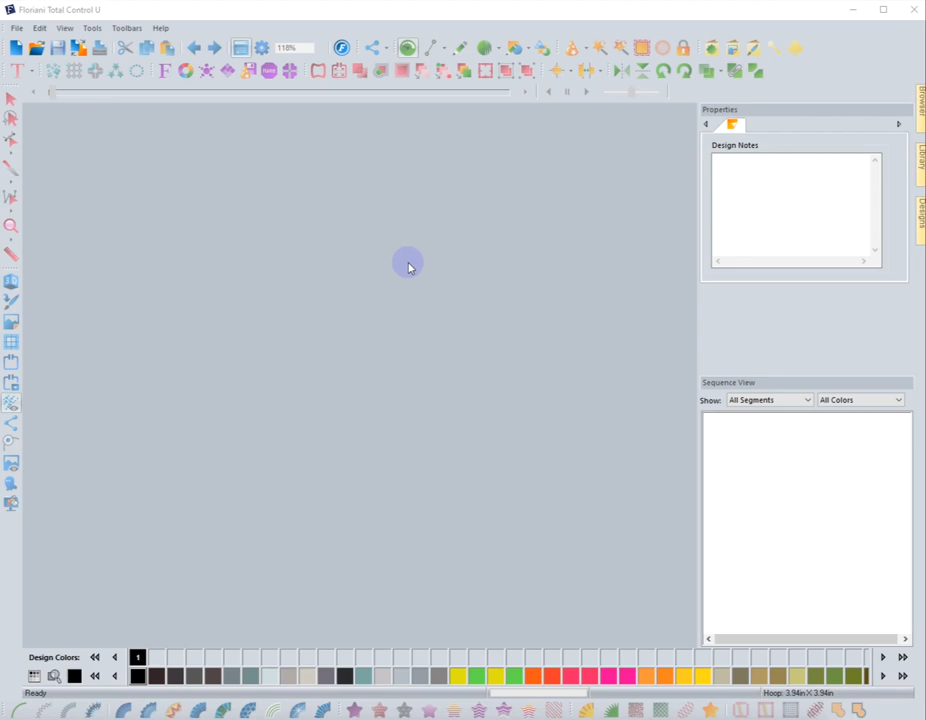 Floriani Total Control U
File Edit View Tools Toolbars Help
118%
Properties
Design Notes
Browser
Library
Designs
Sequence View
Show: All Segments All Colors
Design Colors: 1
Ready Hoop: 3.94in X 3.94in